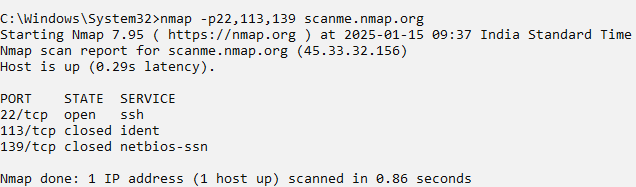 C:\Windows\System32>nmap -p22,113,139 scanme.nmap.org
Starting Nmap 7.95 ( https://nmap.org ) at 2025-01-15 09:37 India Standard Time
Nmap scan report for scanme.nmap.org (45.33.32.156)
Host is up (0.29s latency).
PORT    STATE  SERVICE
22/tcp  open   ssh
113/tcp closed ident
139/tcp closed netbios-ssn
Nmap done: 1 IP address (1 host up) scanned in 0.86 seconds